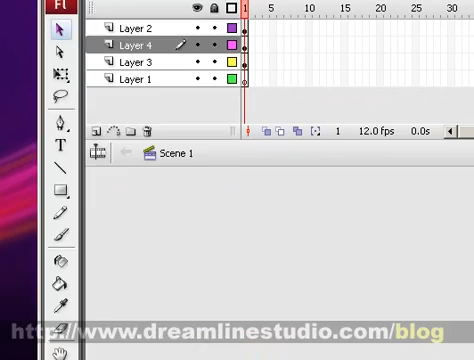 Fl
1 5 10 15 20 25 30
Layer 2
Layer 4
Layer 3
Layer 1
1 12.0 fps 0.0s
Scene 1
T
http://www.dreamlinestudio.com/blog